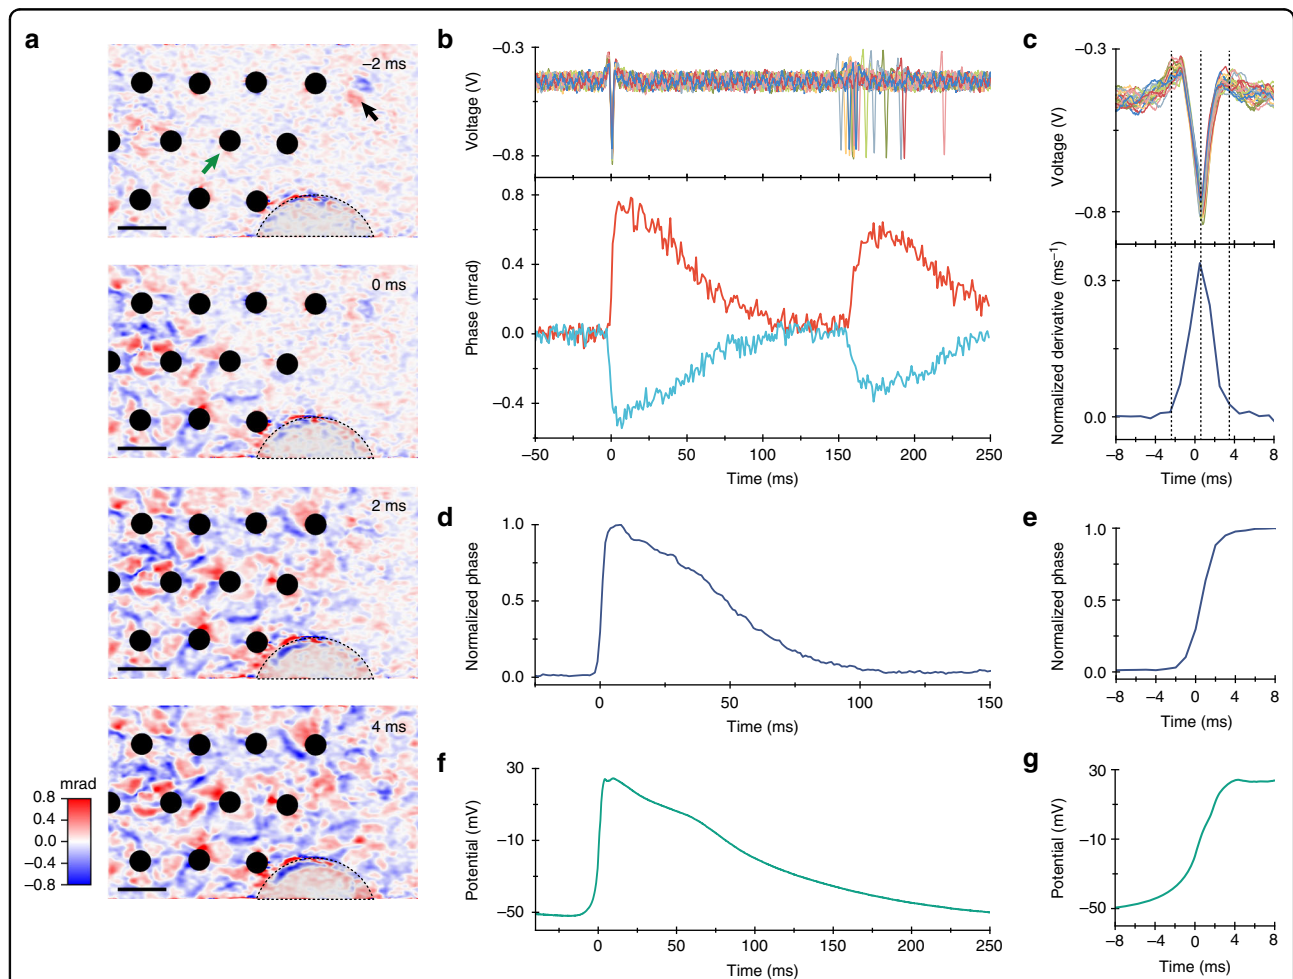 a
−2 ms
0 ms
2 ms
4 ms
mrad
0.8
0.4
0.0
−0.4
−0.8
b
−0.3
−0.8
Voltage (V)
0.8
0.4
0.0
−0.4
Phase (mrad)
−50 0 50 100 150 200 250
Time (ms)
c
−0.3
−0.8
Voltage (V)
0.3
0.0
Normalized derivative (ms⁻¹)
−8 −4 0 4 8
Time (ms)
d
1.0
0.5
0.0
Normalized phase
0 50 100 150
Time (ms)
e
1.0
0.5
0.0
Normalized phase
−8 −4 0 4 8
Time (ms)
f
30
−10
−50
Potential (mV)
0 50 100 150 200 250
Time (ms)
g
30
−10
−50
Potential (mV)
−8 −4 0 4 8
Time (ms)